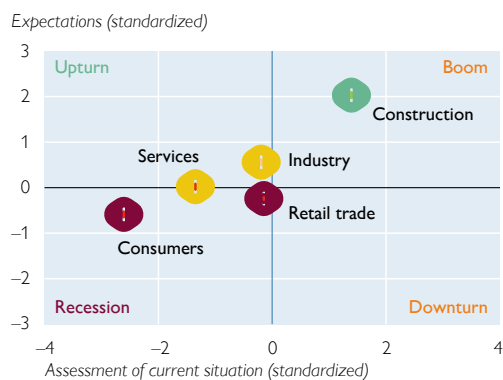 Expectations (standardized)
3
Upturn
Boom
2
Construction
1
Services
Industry
0
Retail trade
Consumers
−1
−2
Recession
Downturn
−3
−4
−2
0
2
4
Assessment of current situation (standardized)